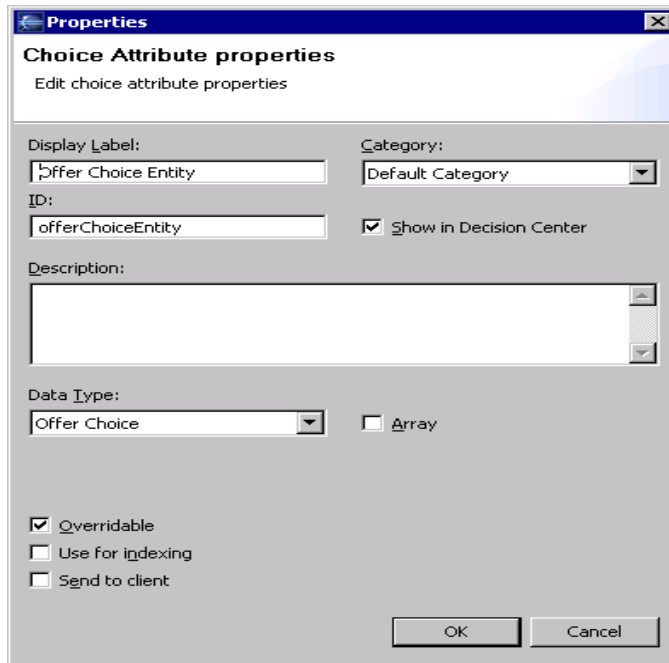 Properties
Choice Attribute properties
Edit choice attribute properties
Display Label:
Category:
Offer Choice Entity
Default Category
ID:
offerChoiceEntity
Show in Decision Center
Description:
Data Type:
Offer Choice
Array
Overridable
Use for indexing
Send to client
OK
Cancel